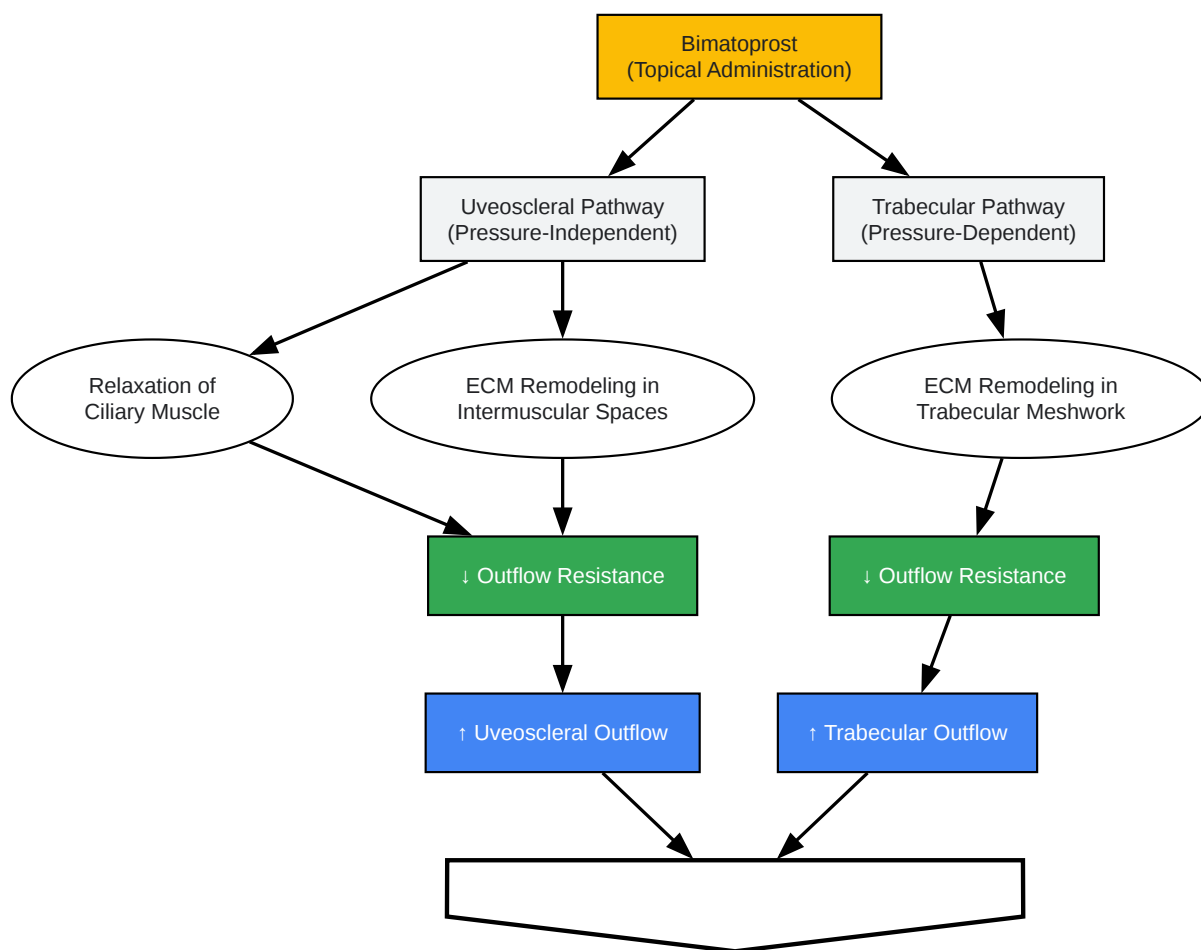 Bimatoprost
(Topical Administration)
Uveoscleral Pathway
(Pressure-Independent)
Trabecular Pathway
(Pressure-Dependent)
Relaxation of
Ciliary Muscle
ECM Remodeling in
Intermuscular Spaces
ECM Remodeling in
Trabecular Meshwork
↓ Outflow Resistance
↓ Outflow Resistance
↑ Uveoscleral Outflow
↑ Trabecular Outflow